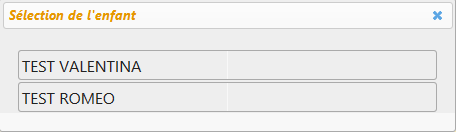 Sélection de l'enfant
TEST VALENTINA
TEST ROMEO